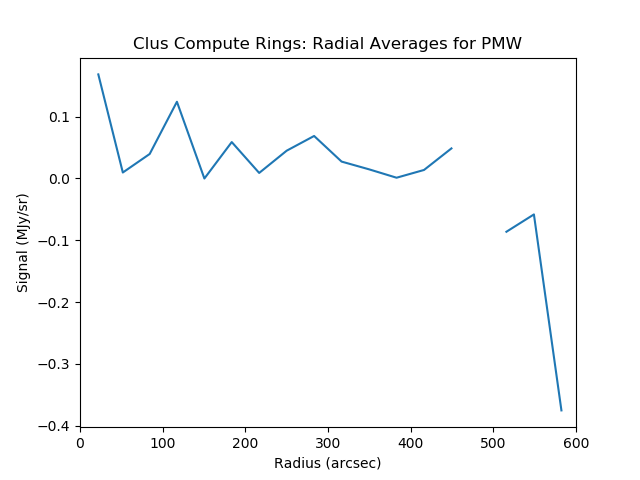 Clus Compute Rings: Radial Averages for PMW
0.1
0.0
−0.1
−0.2
−0.3
−0.4
Signal (MJy/sr)
0 100 200 300 400 500 600
Radius (arcsec)